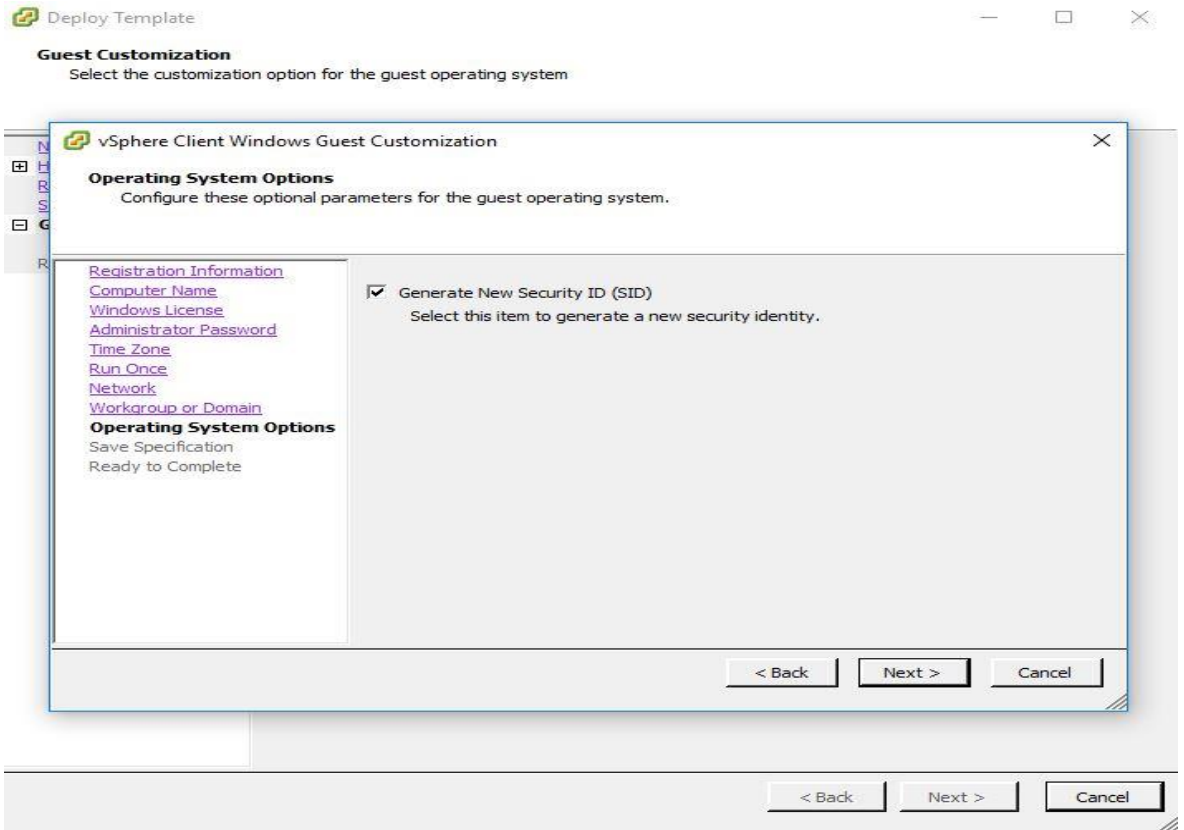 Deploy Template
Guest Customization
Select the customization option for the guest operating system
N
H
R
S
G
R
vSphere Client Windows Guest Customization
Operating System Options
Configure these optional parameters for the guest operating system.
Registration Information
Computer Name
Windows License
Administrator Password
Time Zone
Run Once
Network
Workgroup or Domain
Operating System Options
Save Specification
Ready to Complete
Generate New Security ID (SID)
Select this item to generate a new security identity.
< Back Next > Cancel
< Back Next > Cancel